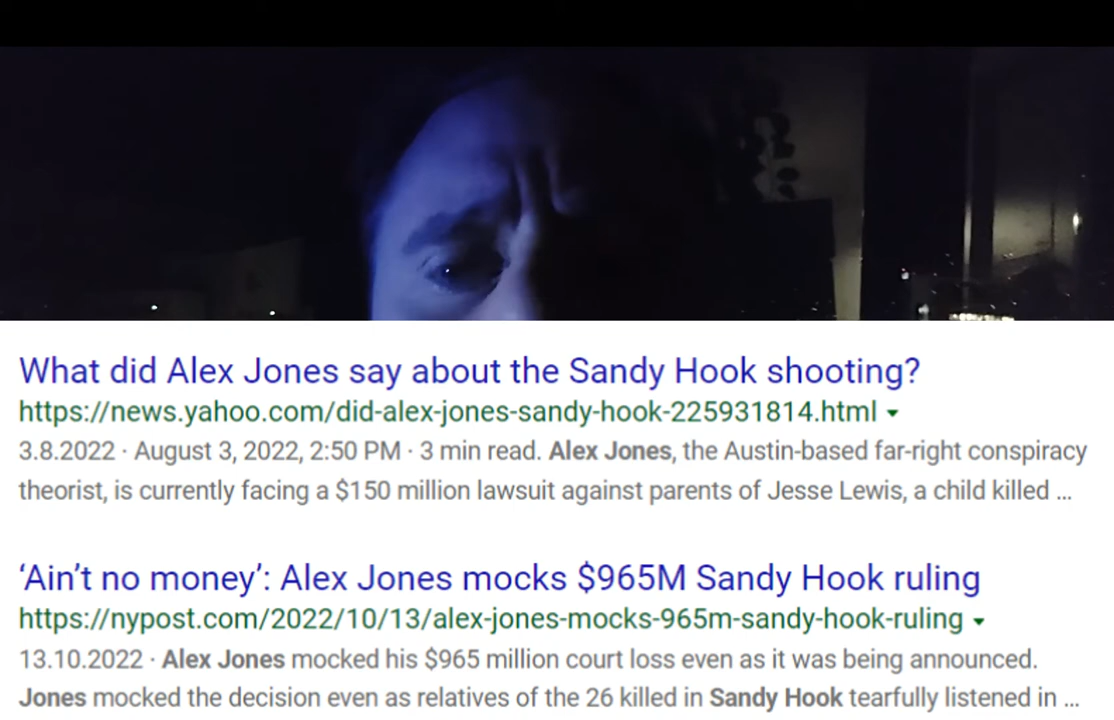 What did Alex Jones say about the Sandy Hook shooting?
https://news.yahoo.com/did-alex-jones-sandy-hook-225931814.html
3.8.2022 · August 3, 2022, 2:50 PM · 3 min read. Alex Jones, the Austin-based far-right conspiracy
theorist, is currently facing a $150 million lawsuit against parents of Jesse Lewis, a child killed ...
‘Ain’t no money’: Alex Jones mocks $965M Sandy Hook ruling
https://nypost.com/2022/10/13/alex-jones-mocks-965m-sandy-hook-ruling
13.10.2022 · Alex Jones mocked his $965 million court loss even as it was being announced.
Jones mocked the decision even as relatives of the 26 killed in Sandy Hook tearfully listened in ...